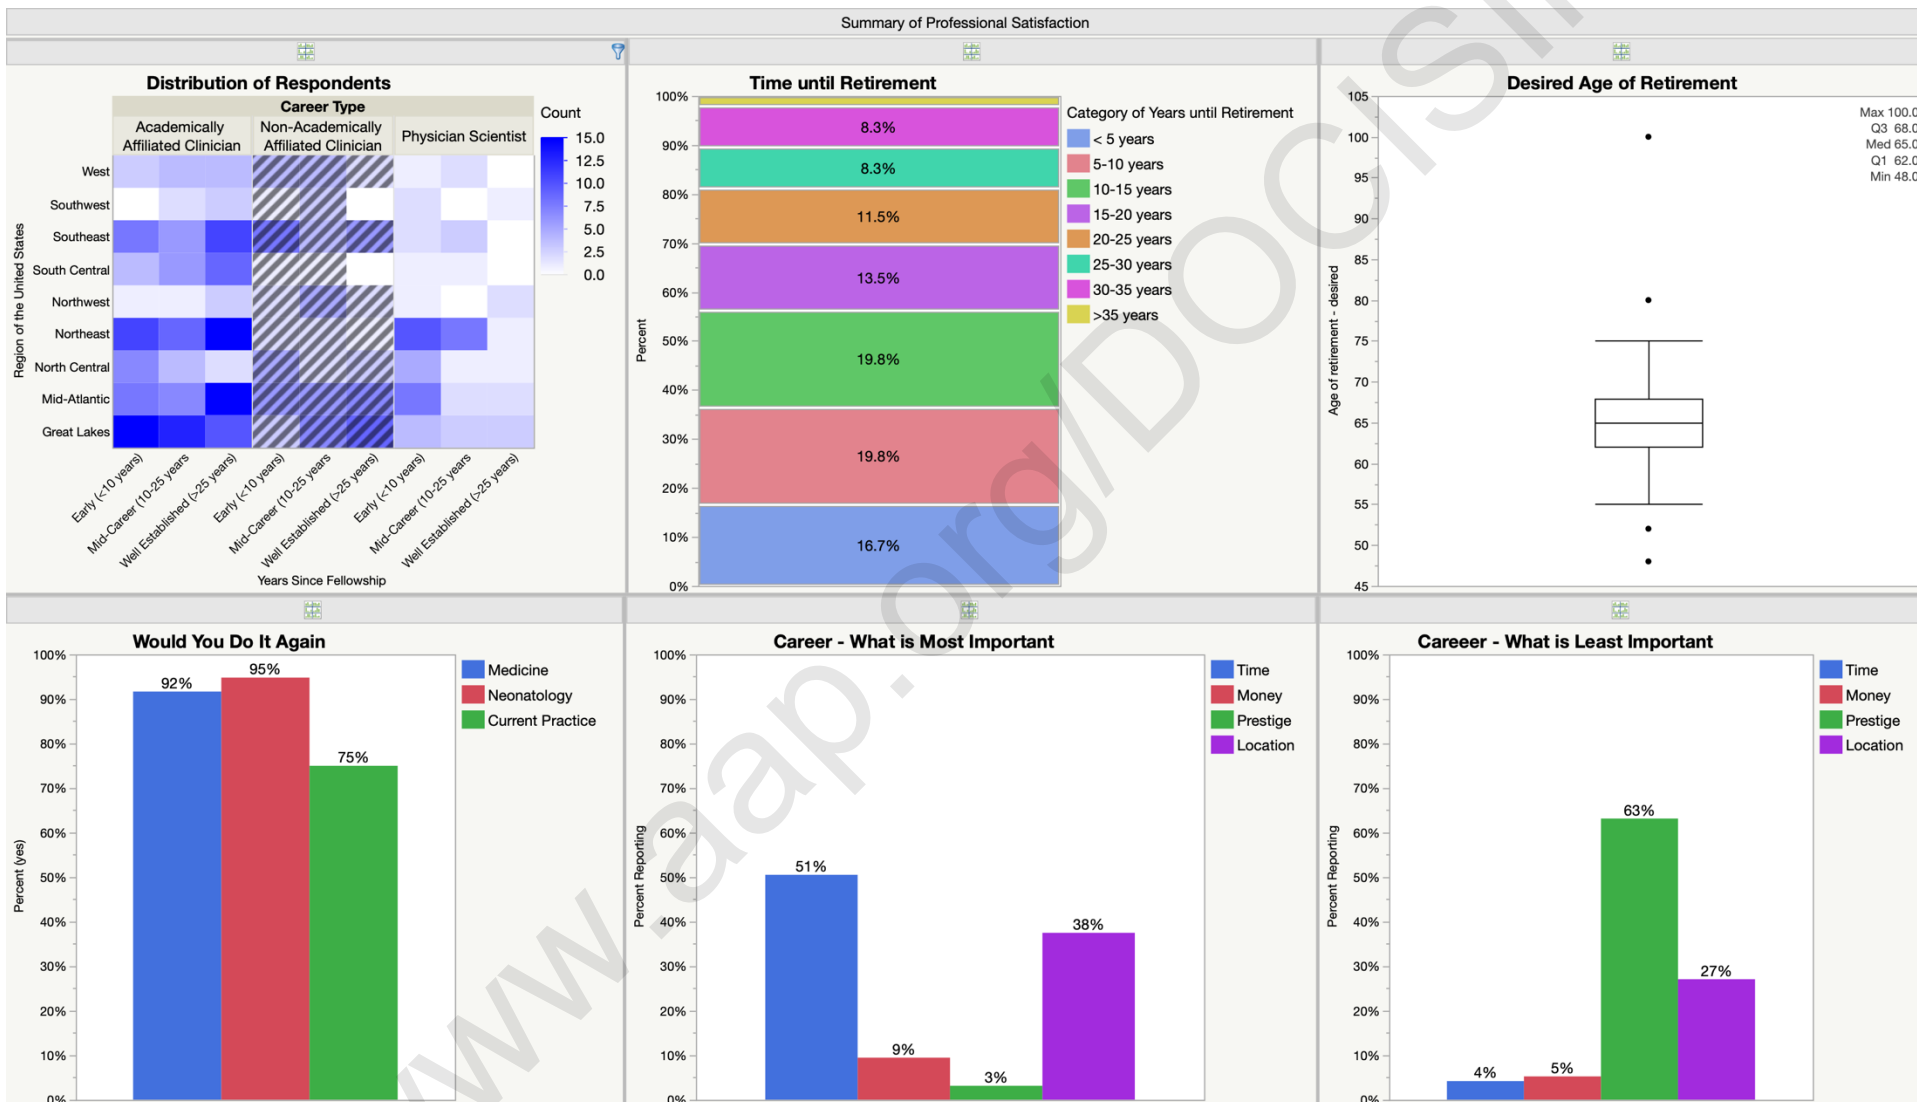 Summary of Professional Satisfaction
Distribution of Respondents
Career Type
Academically
Affiliated Clinician
Non-Academically
Affiliated Clinician
Physician Scientist
Count
15.0
12.5
10.0
7.5
5.0
2.5
0.0
Region of the United States
West
Southwest
Southeast
South Central
Northwest
Northeast
North Central
Mid-Atlantic
Great Lakes
Early (<10 years)
Mid-Career (10-25 years
Well Established (>25 years)
Early (<10 years)
Mid-Career (10-25 years
Well Established (>25 years)
Early (<10 years)
Mid-Career (10-25 years
Well Established (>25 years)
Years Since Fellowship
Time until Retirement
Percent
100%
90%
80%
70%
60%
50%
40%
30%
20%
10%
0%
8.3%
8.3%
11.5%
13.5%
19.8%
19.8%
16.7%
Category of Years until Retirement
< 5 years
5-10 years
10-15 years
15-20 years
20-25 years
25-30 years
30-35 years
>35 years
Desired Age of Retirement
Age of retirement - desired
105
100
95
90
85
80
75
70
65
60
55
50
45
Max 100.0
Q3 68.0
Med 65.0
Q1 62.0
Min 48.0
Would You Do It Again
Percent (yes)
100%
90%
80%
70%
60%
50%
40%
30%
20%
10%
0%
92%
95%
75%
Medicine
Neonatology
Current Practice
Career - What is Most Important
Percent Reporting
100%
90%
80%
70%
60%
50%
40%
30%
20%
10%
0%
51%
9%
3%
38%
Time
Money
Prestige
Location
Careeer - What is Least Important
Percent Reporting
100%
90%
80%
70%
60%
50%
40%
30%
20%
10%
0%
4%
5%
63%
27%
Time
Money
Prestige
Location